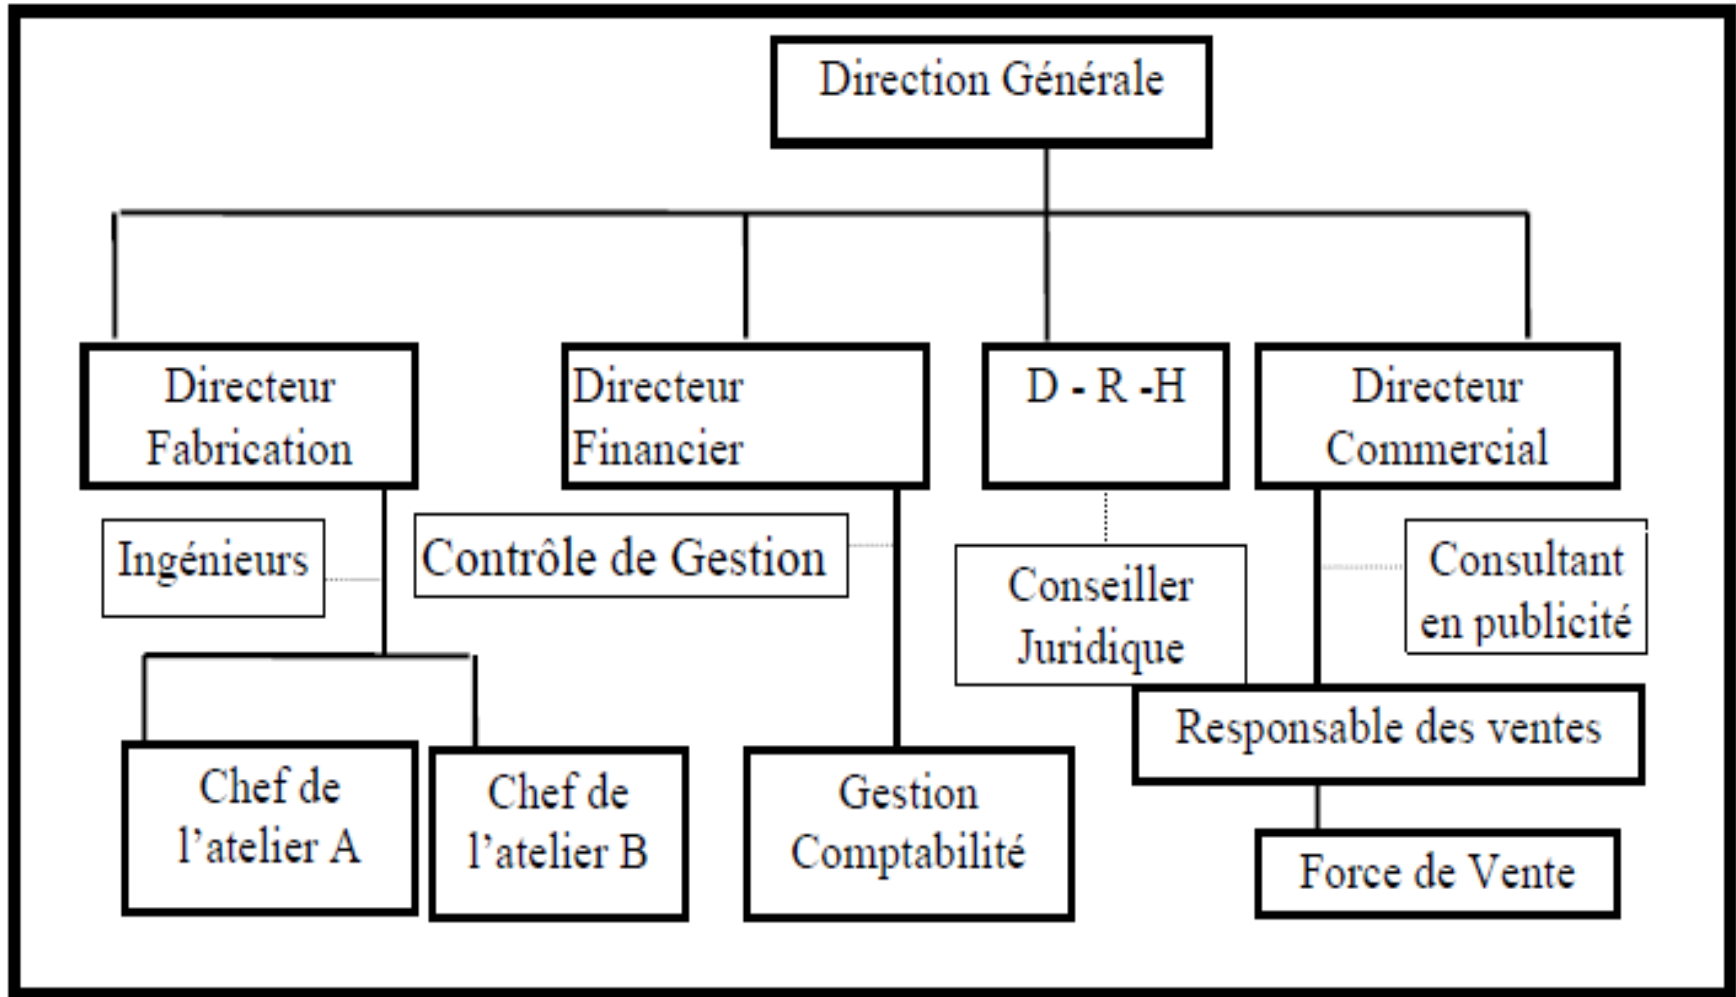 Direction Générale
Directeur
Fabrication
Directeur
Financier
D - R -H
Directeur
Commercial
Ingénieurs
Contrôle de Gestion
Conseiller
Juridique
Consultant
en publicité
Responsable des ventes
Chef de
l’atelier A
Chef de
l’atelier B
Gestion
Comptabilité
Force de Vente